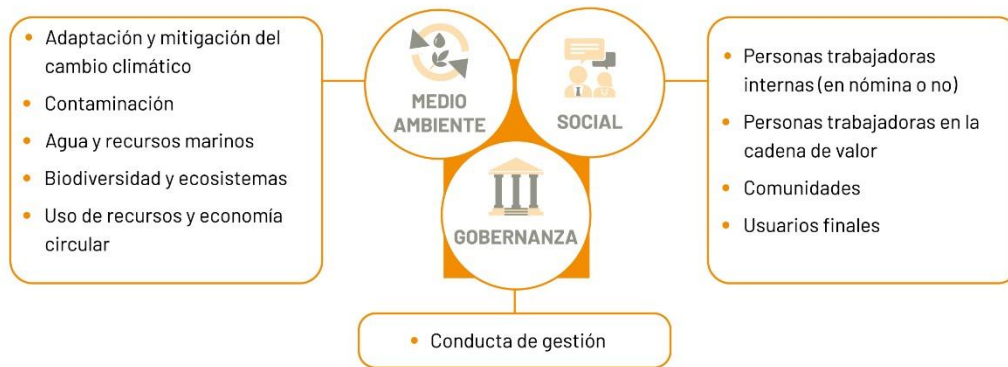 Adaptación y mitigación del
cambio climático
Contaminación
Agua y recursos marinos
Biodiversidad y ecosistemas
Uso de recursos y economía
circular
MEDIO
AMBIENTE
SOCIAL
GOBERNANZA
Personas trabajadoras
internas (en nómina o no)
Personas trabajadoras en la
cadena de valor
Comunidades
Usuarios finales
Conducta de gestión